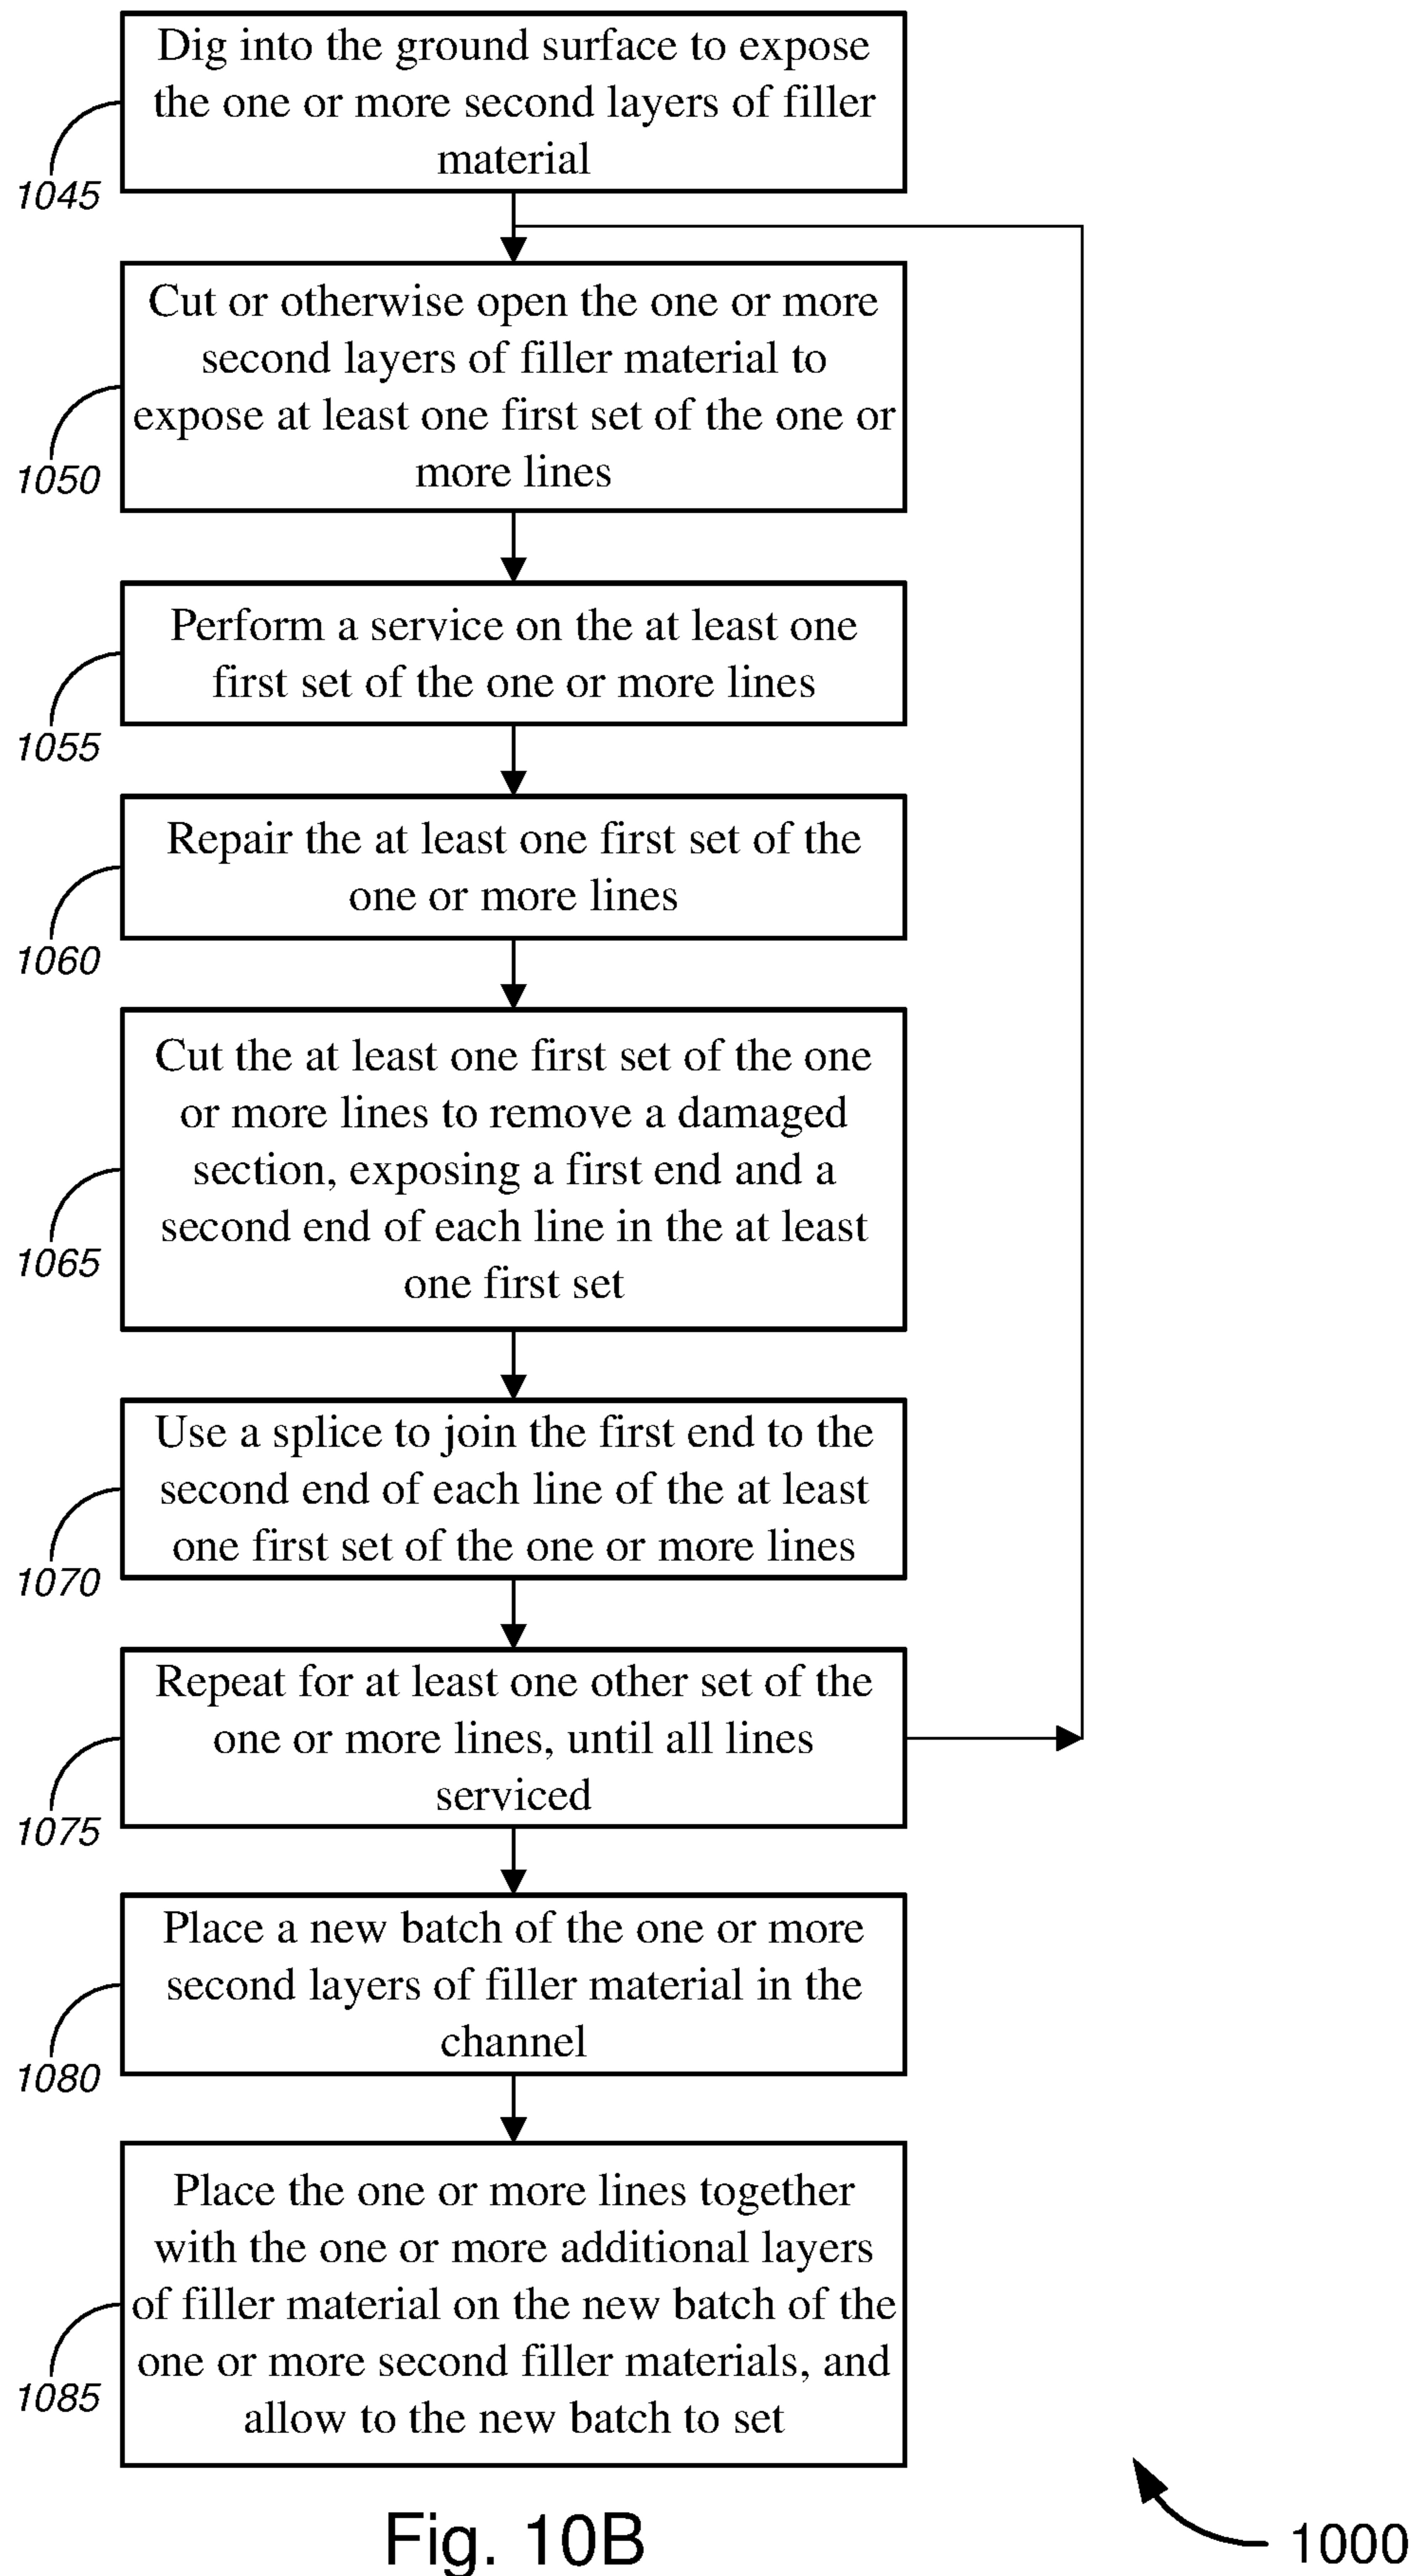 Dig into the ground surface to expose
the one or more second layers of filler
material
1045
Cut or otherwise open the one or more
second layers of filler material to
expose at least one first set of the one or
more lines
1050
Perform a service on the at least one
first set of the one or more lines
1055
Repair the at least one first set of the
one or more lines
1060
Cut the at least one first set of the one
or more lines to remove a damaged
section, exposing a first end and a
second end of each line in the at least
one first set
1065
Use a splice to join the first end to the
second end of each line of the at least
one first set of the one or more lines
1070
Repeat for at least one other set of the
one or more lines, until all lines
serviced
1075
Place a new batch of the one or more
second layers of filler material in the
channel
1080
Place the one or more lines together
with the one or more additional layers
of filler material on the new batch of the
one or more second filler materials, and
allow to the new batch to set
1085
Fig. 10B
1000